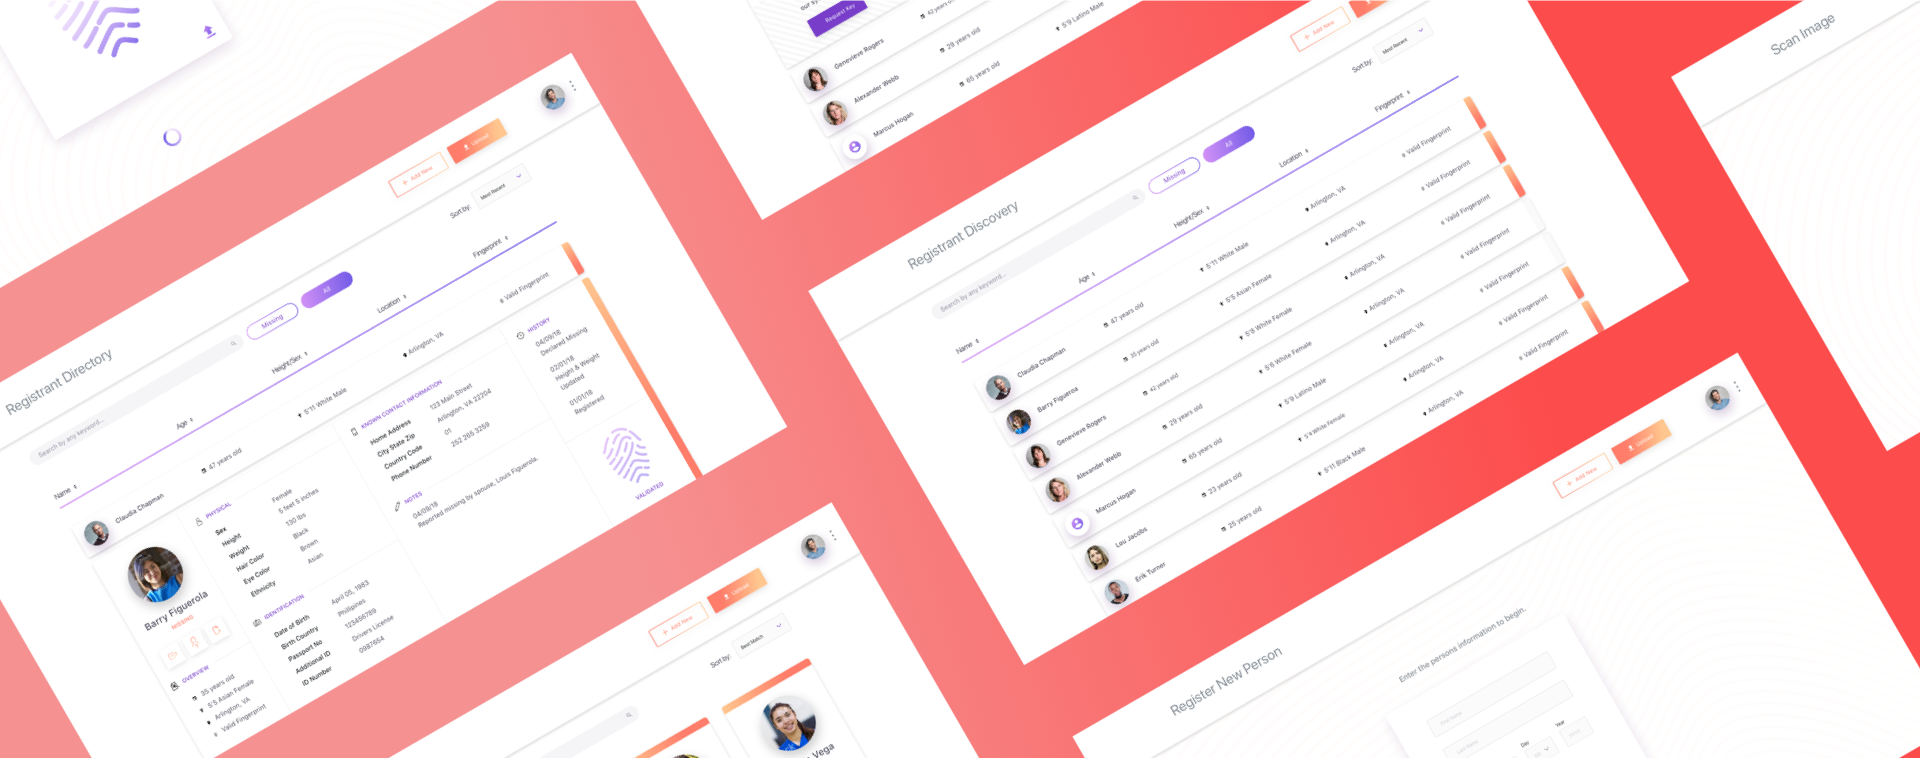 Registrant Directory
Search by any keyword...
Missing
All
+ Add New
Upload
Sort by:
Most Recent
Name
Age
Height/Sex
Location
Fingerprint
Claudia Chapman
47 years old
5'11 White Male
Arlington, VA
Valid Fingerprint
Barry Figuerola
MISSING
OVERVIEW
35 years old
5'5 Asian Female
Arlington, VA
Valid Fingerprint
PHYSICAL
Sex Female
Height 5 feet 5 inches
Weight 130 lbs
Hair Color Black
Eye Color Brown
Ethnicity Asian
IDENTIFICATION
Date of Birth April 05, 1983
Birth Country Philipines
Passport No 123456789
Additional ID Drivers License
ID Number 0987654
KNOWN CONTACT INFORMATION
Home Address 123 Main Street
City State Zip Arlington, VA 22204
Country Code 01
Phone Number 252 265 3259
NOTES
04/09/18
Reported missing by spouse, Louis Figuerola.
HISTORY
04/09/18
Declared Missing
02/01/18
Height & Weight
Updated
01/01/18
Registered
VALIDATED
+ Add New
Upload
Sort by:
Best Match
Vega
Request Key
Genevieve Rogers
42 years old
Alexander Webb
29 years old
5'9 Latino Male
Marcus Hogan
65 years old
Registrant Discovery
Search by any keyword...
Missing
All
+ Add New
Sort by:
Most Recent
Name
Age
Height/Sex
Location
Fingerprint
Claudia Chapman
47 years old
5'11 White Male
Arlington, VA
Valid Fingerprint
Barry Figueroa
35 years old
5'5 Asian Female
Arlington, VA
Valid Fingerprint
Genevieve Rogers
42 years old
5'8 White Female
Arlington, VA
Valid Fingerprint
Alexander Webb
29 years old
5'6 White Female
Arlington, VA
Valid Fingerprint
Marcus Hogan
65 years old
5'9 Latino Male
Arlington, VA
Valid Fingerprint
Lou Jacobs
23 years old
5'4 White Female
Arlington, VA
Valid Fingerprint
Erik Turner
25 years old
5'11 Black Male
Arlington, VA
Valid Fingerprint
Scan Image
+ Add New
Upload
Register New Person
Enter the persons information to begin.
First Name
Last Name
Day
Year